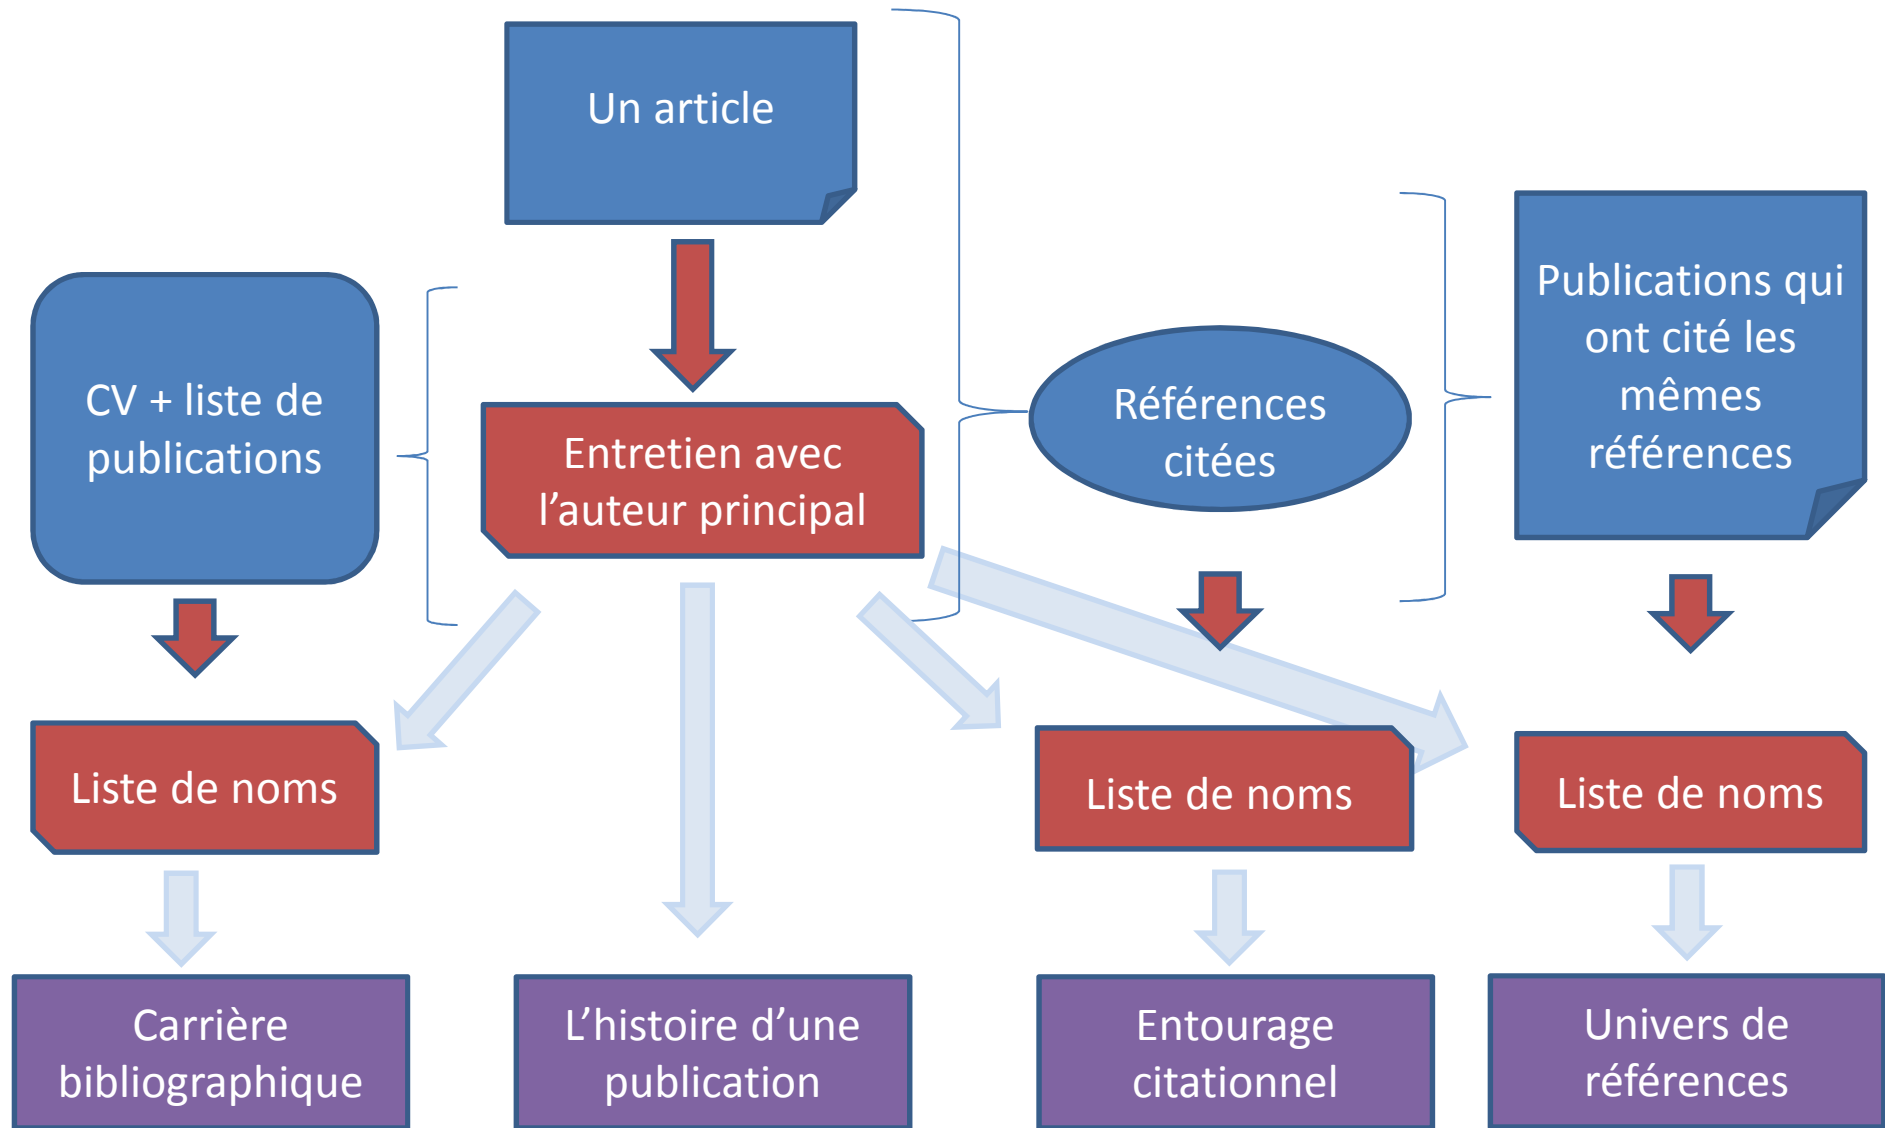 Un article
CV + liste de
publications
Entretien avec
l’auteur principal
Références
citées
Publications qui
ont cité les
mêmes
références
Liste de noms
Liste de noms
Liste de noms
Carrière
bibliographique
L’histoire d’une
publication
Entourage
citationnel
Univers de
références